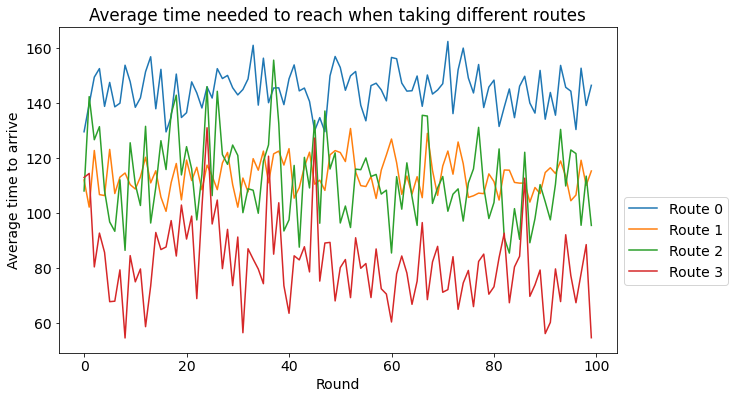 Average time needed to reach when taking different routes
Average time to arrive
160
140
120
100
80
60
0
20
40
60
80
100
Round
Route 0
Route 1
Route 2
Route 3